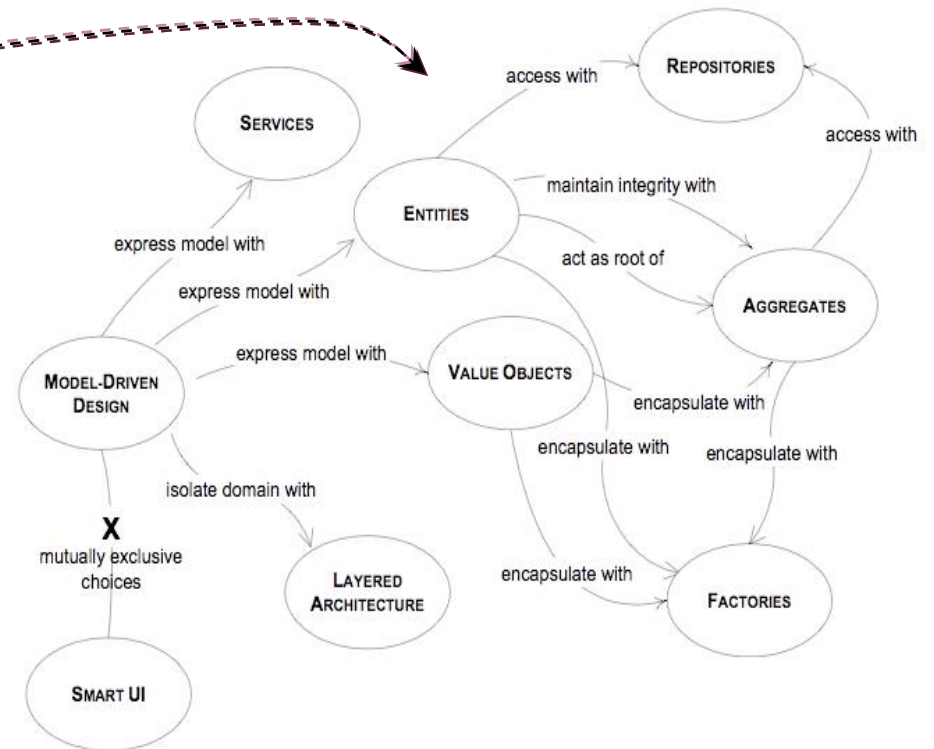 REPOSITORIES
access with
SERVICES
access with
maintain integrity with
ENTITIES
express model with
act as root of
express model with
AGGREGATES
express model with
VALUE OBJECTS
MODEL-DRIVEN
DESIGN
encapsulate with
encapsulate with
encapsulate with
isolate domain with
X
mutually exclusive
choices
encapsulate with
LAYERED
ARCHITECTURE
FACTORIES
SMART UI